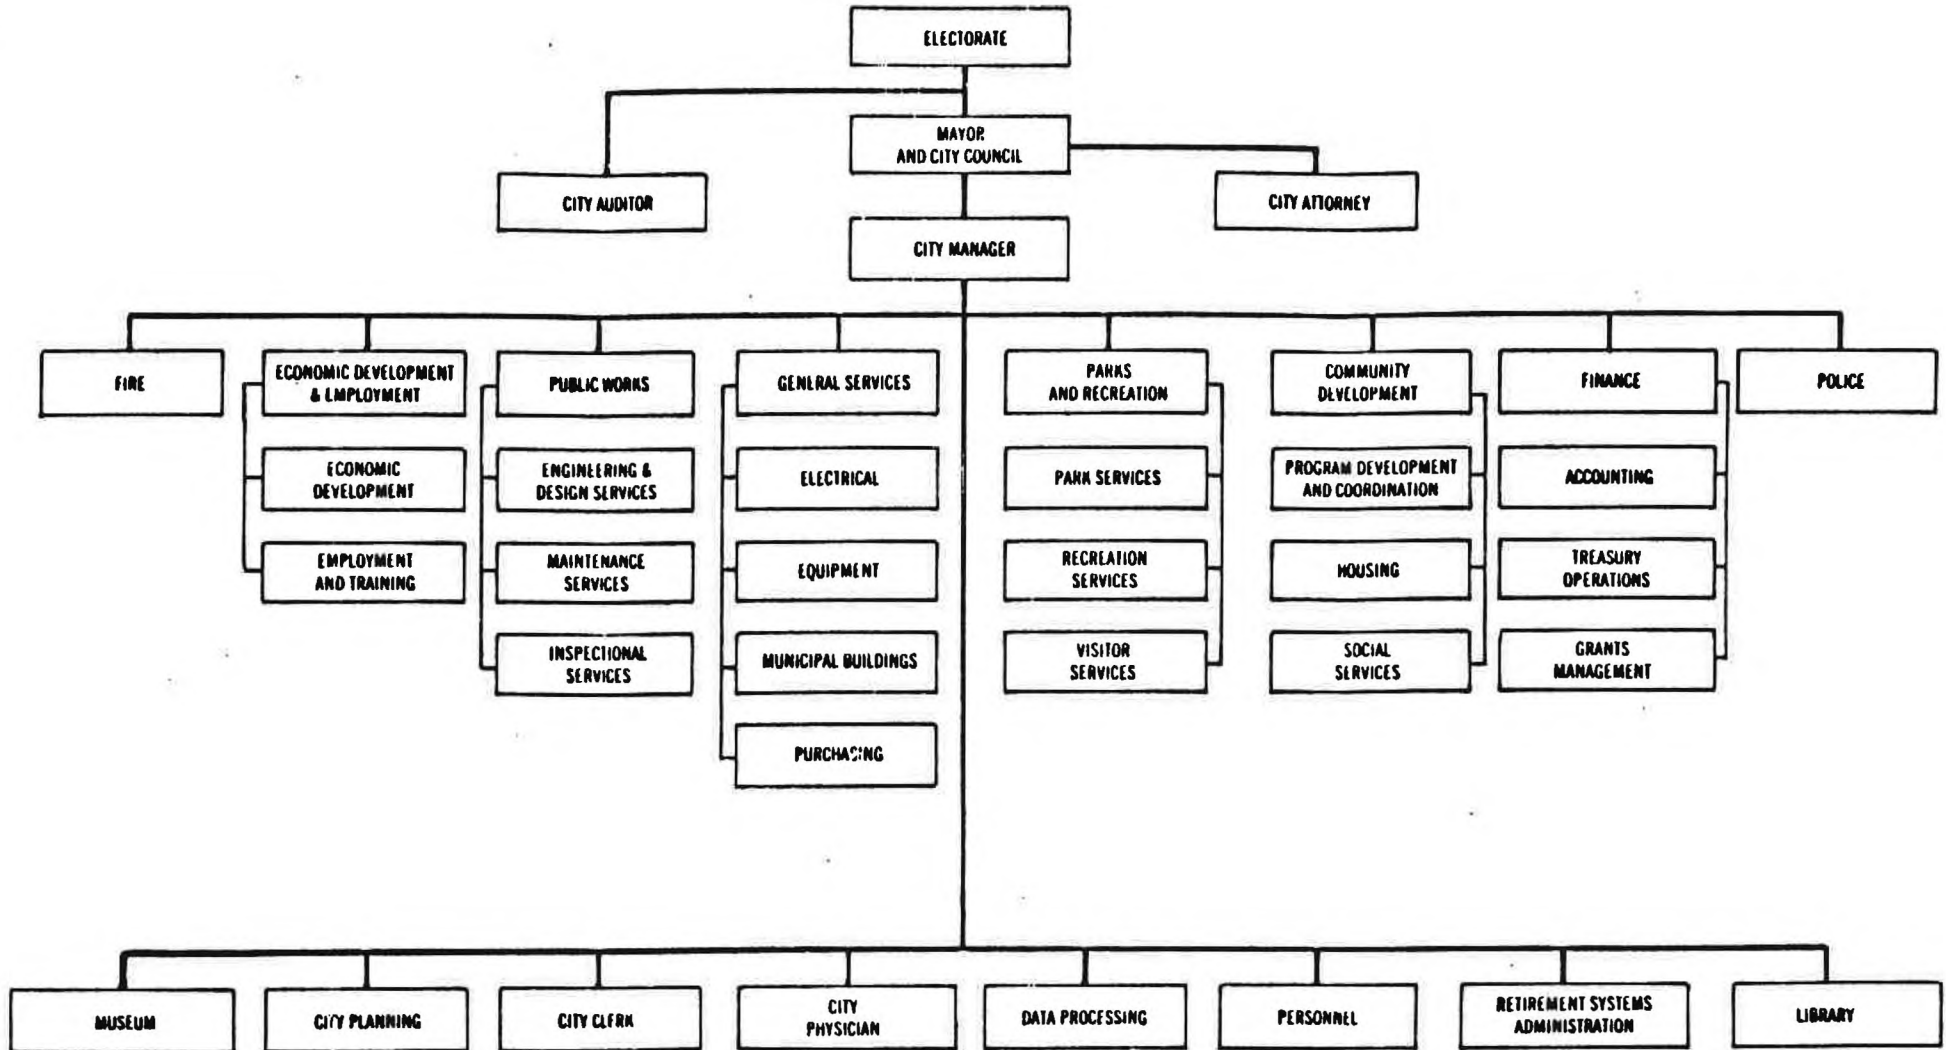 ELECTORATE
MAYOR
AND CITY COUNCIL
CITY AUDITOR
CITY ATTORNEY
CITY MANAGER
FIRE
ECONOMIC DEVELOPMENT
& EMPLOYMENT
PUBLIC WORKS
GENERAL SERVICES
PARKS
AND RECREATION
COMMUNITY
DEVELOPMENT
FINANCE
POLICE
ECONOMIC
DEVELOPMENT
ENGINEERING &
DESIGN SERVICES
ELECTRICAL
PARK SERVICES
PROGRAM DEVELOPMENT
AND COORDINATION
ACCOUNTING
EMPLOYMENT
AND TRAINING
MAINTENANCE
SERVICES
EQUIPMENT
RECREATION
SERVICES
HOUSING
TREASURY
OPERATIONS
INSPECTIONAL
SERVICES
MUNICIPAL BUILDINGS
VISITOR
SERVICES
SOCIAL
SERVICES
GRANTS
MANAGEMENT
PURCHASING
MUSEUM
CITY PLANNING
CITY CLERK
CITY
PHYSICIAN
DATA PROCESSING
PERSONNEL
RETIREMENT SYSTEMS
ADMINISTRATION
LIBRARY